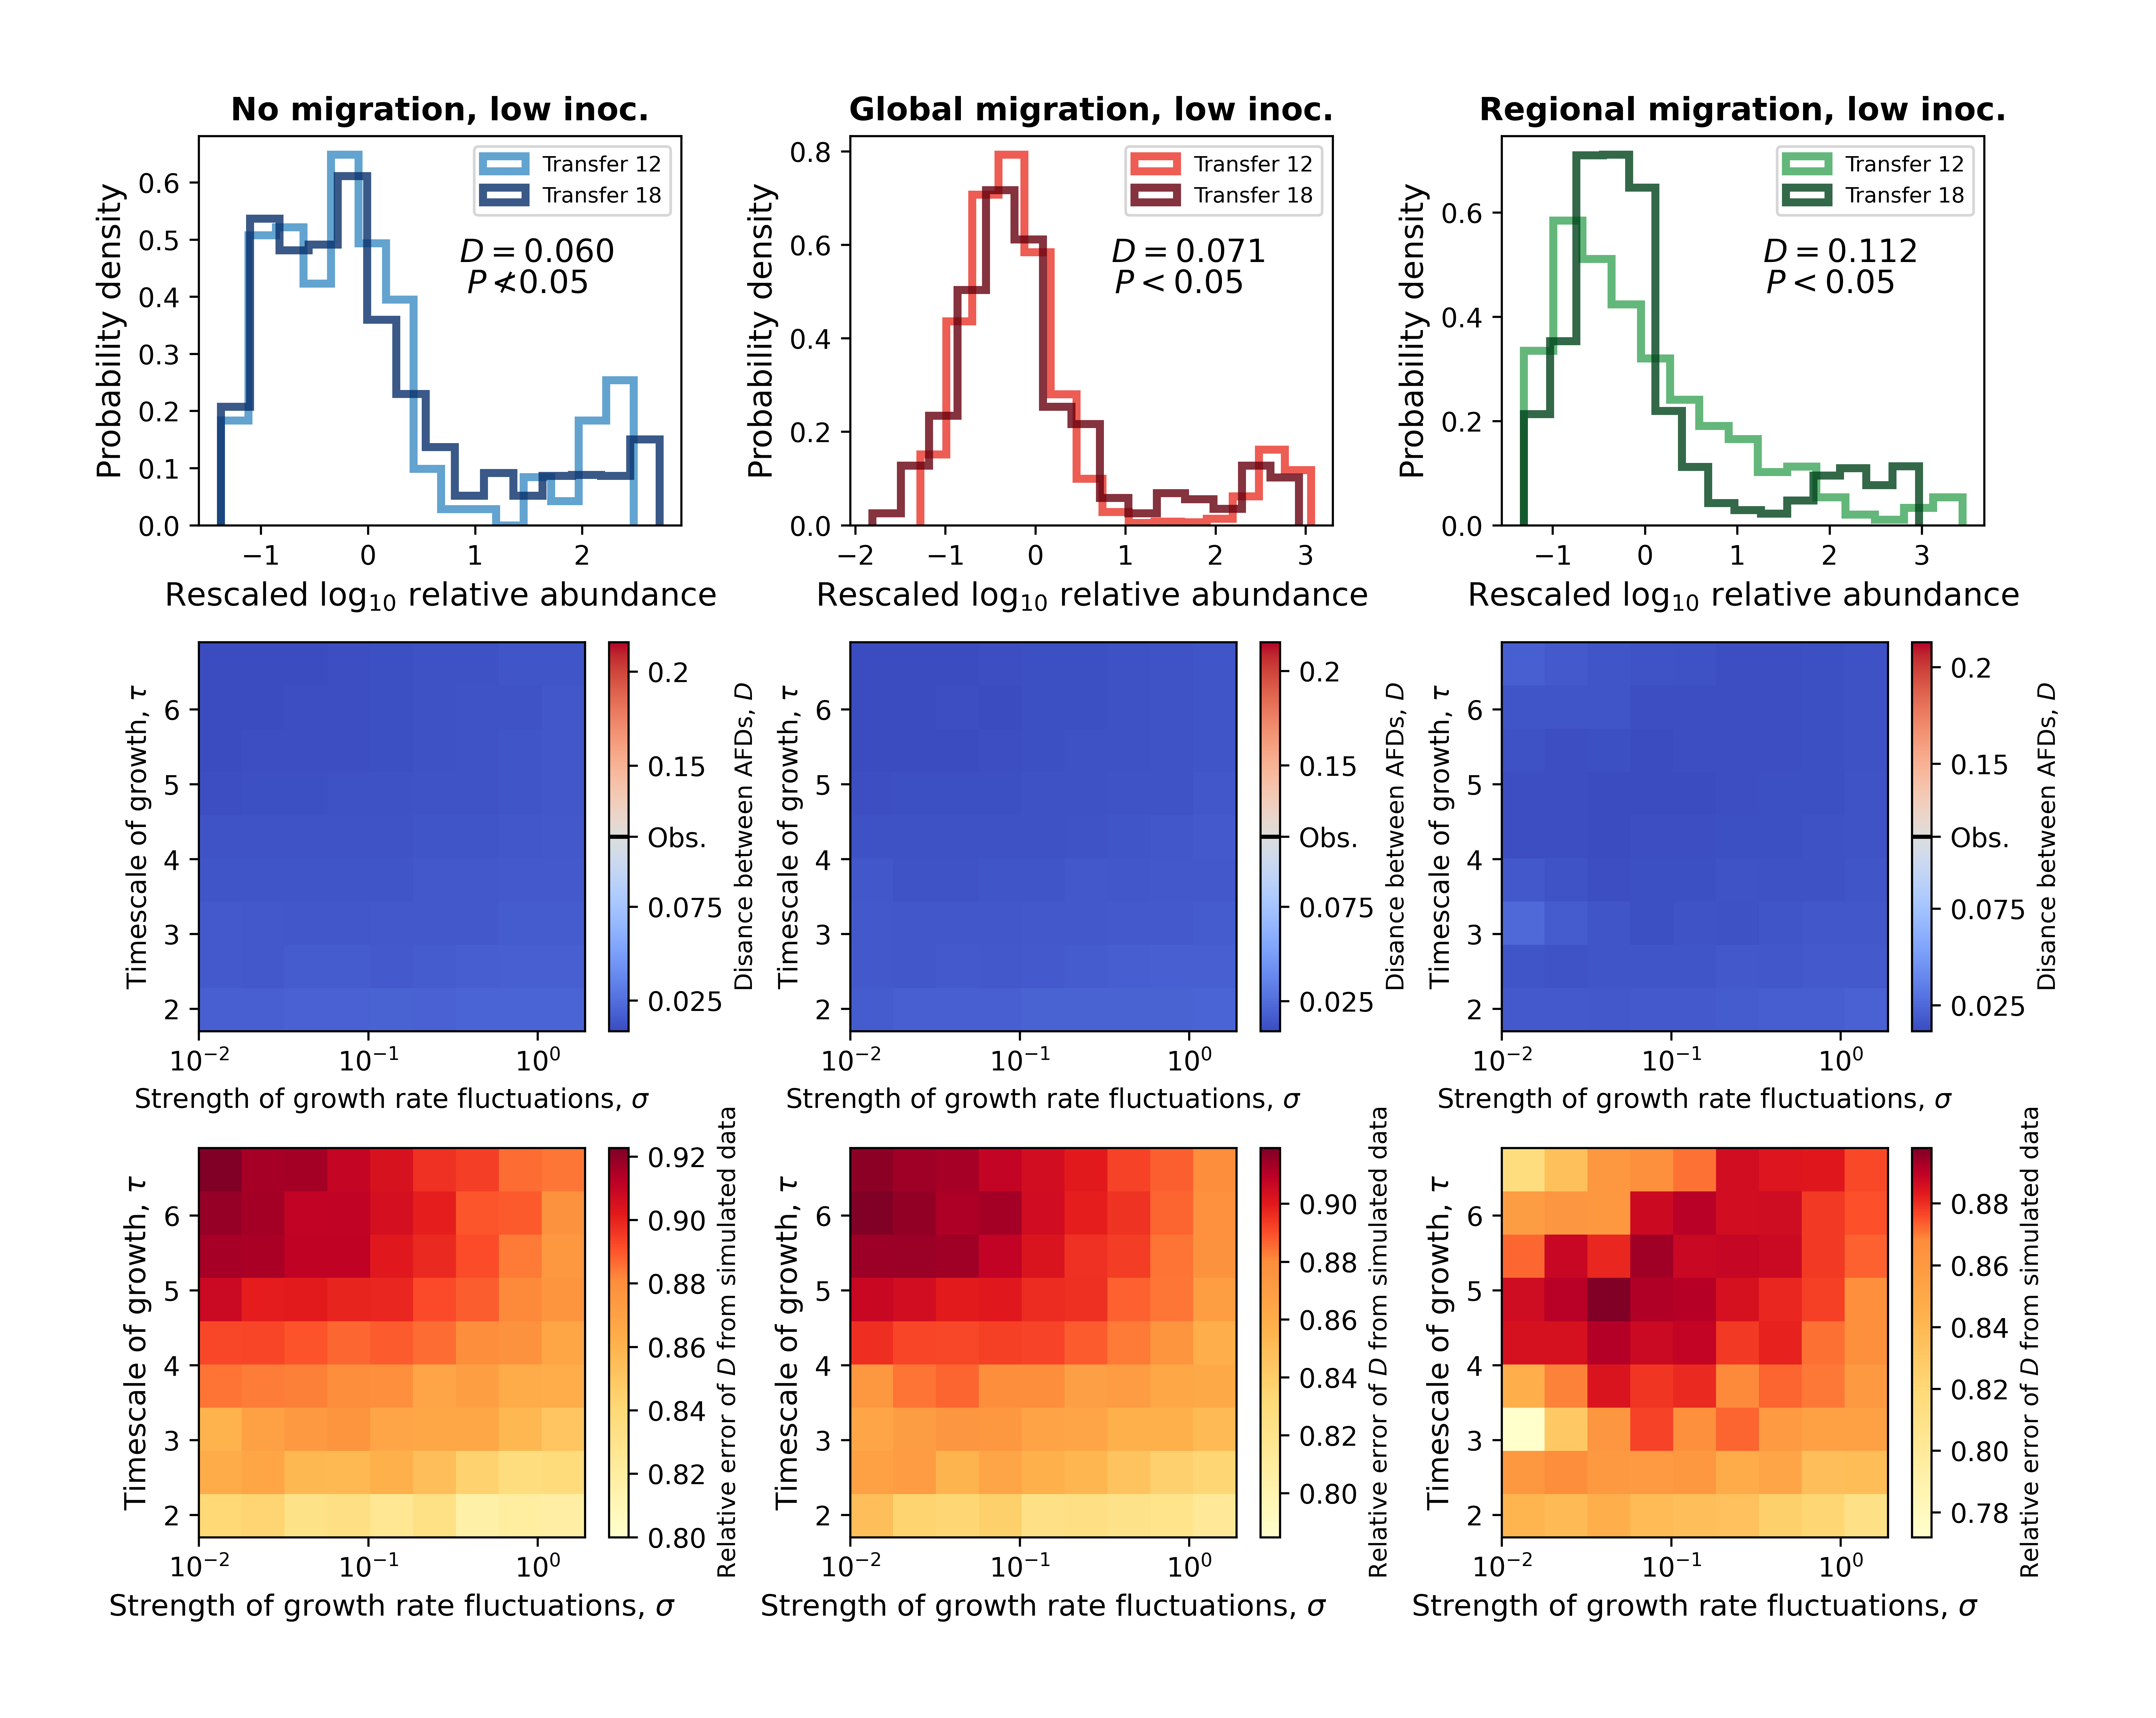 No migration, low inoc.
Global migration, low inoc.
Regional migration, low inoc.
Probability density
0.6
0.5
0.4
0.3
0.2
0.1
0.0
Transfer 12
Transfer 18
D = 0.060
P ≮ 0.05
−1 0 1 2
Rescaled log₁₀ relative abundance
Probability density
0.8
0.6
0.4
0.2
0.0
Transfer 12
Transfer 18
D = 0.071
P < 0.05
−2 −1 0 1 2 3
Rescaled log₁₀ relative abundance
Probability density
0.6
0.4
0.2
0.0
Transfer 12
Transfer 18
D = 0.112
P < 0.05
−1 0 1 2 3
Rescaled log₁₀ relative abundance
Timescale of growth, τ
6
5
4
3
2
10⁻² 10⁻¹ 10⁰
Strength of growth rate fluctuations, σ
0.2
0.15
Obs.
0.075
0.025
Disance between AFDs, D
Timescale of growth, τ
6
5
4
3
2
10⁻² 10⁻¹ 10⁰
Strength of growth rate fluctuations, σ
0.2
0.15
Obs.
0.075
0.025
Disance between AFDs, D
Timescale of growth, τ
6
5
4
3
2
10⁻² 10⁻¹ 10⁰
Strength of growth rate fluctuations, σ
0.2
0.15
Obs.
0.075
0.025
Disance between AFDs, D
Timescale of growth, τ
6
5
4
3
2
10⁻² 10⁻¹ 10⁰
Strength of growth rate fluctuations, σ
0.92
0.90
0.88
0.86
0.84
0.82
0.80
Relative error of D from simulated data
Timescale of growth, τ
6
5
4
3
2
10⁻² 10⁻¹ 10⁰
Strength of growth rate fluctuations, σ
0.90
0.88
0.86
0.84
0.82
0.80
Relative error of D from simulated data
Timescale of growth, τ
6
5
4
3
2
10⁻² 10⁻¹ 10⁰
Strength of growth rate fluctuations, σ
0.88
0.86
0.84
0.82
0.80
0.78
Relative error of D from simulated data